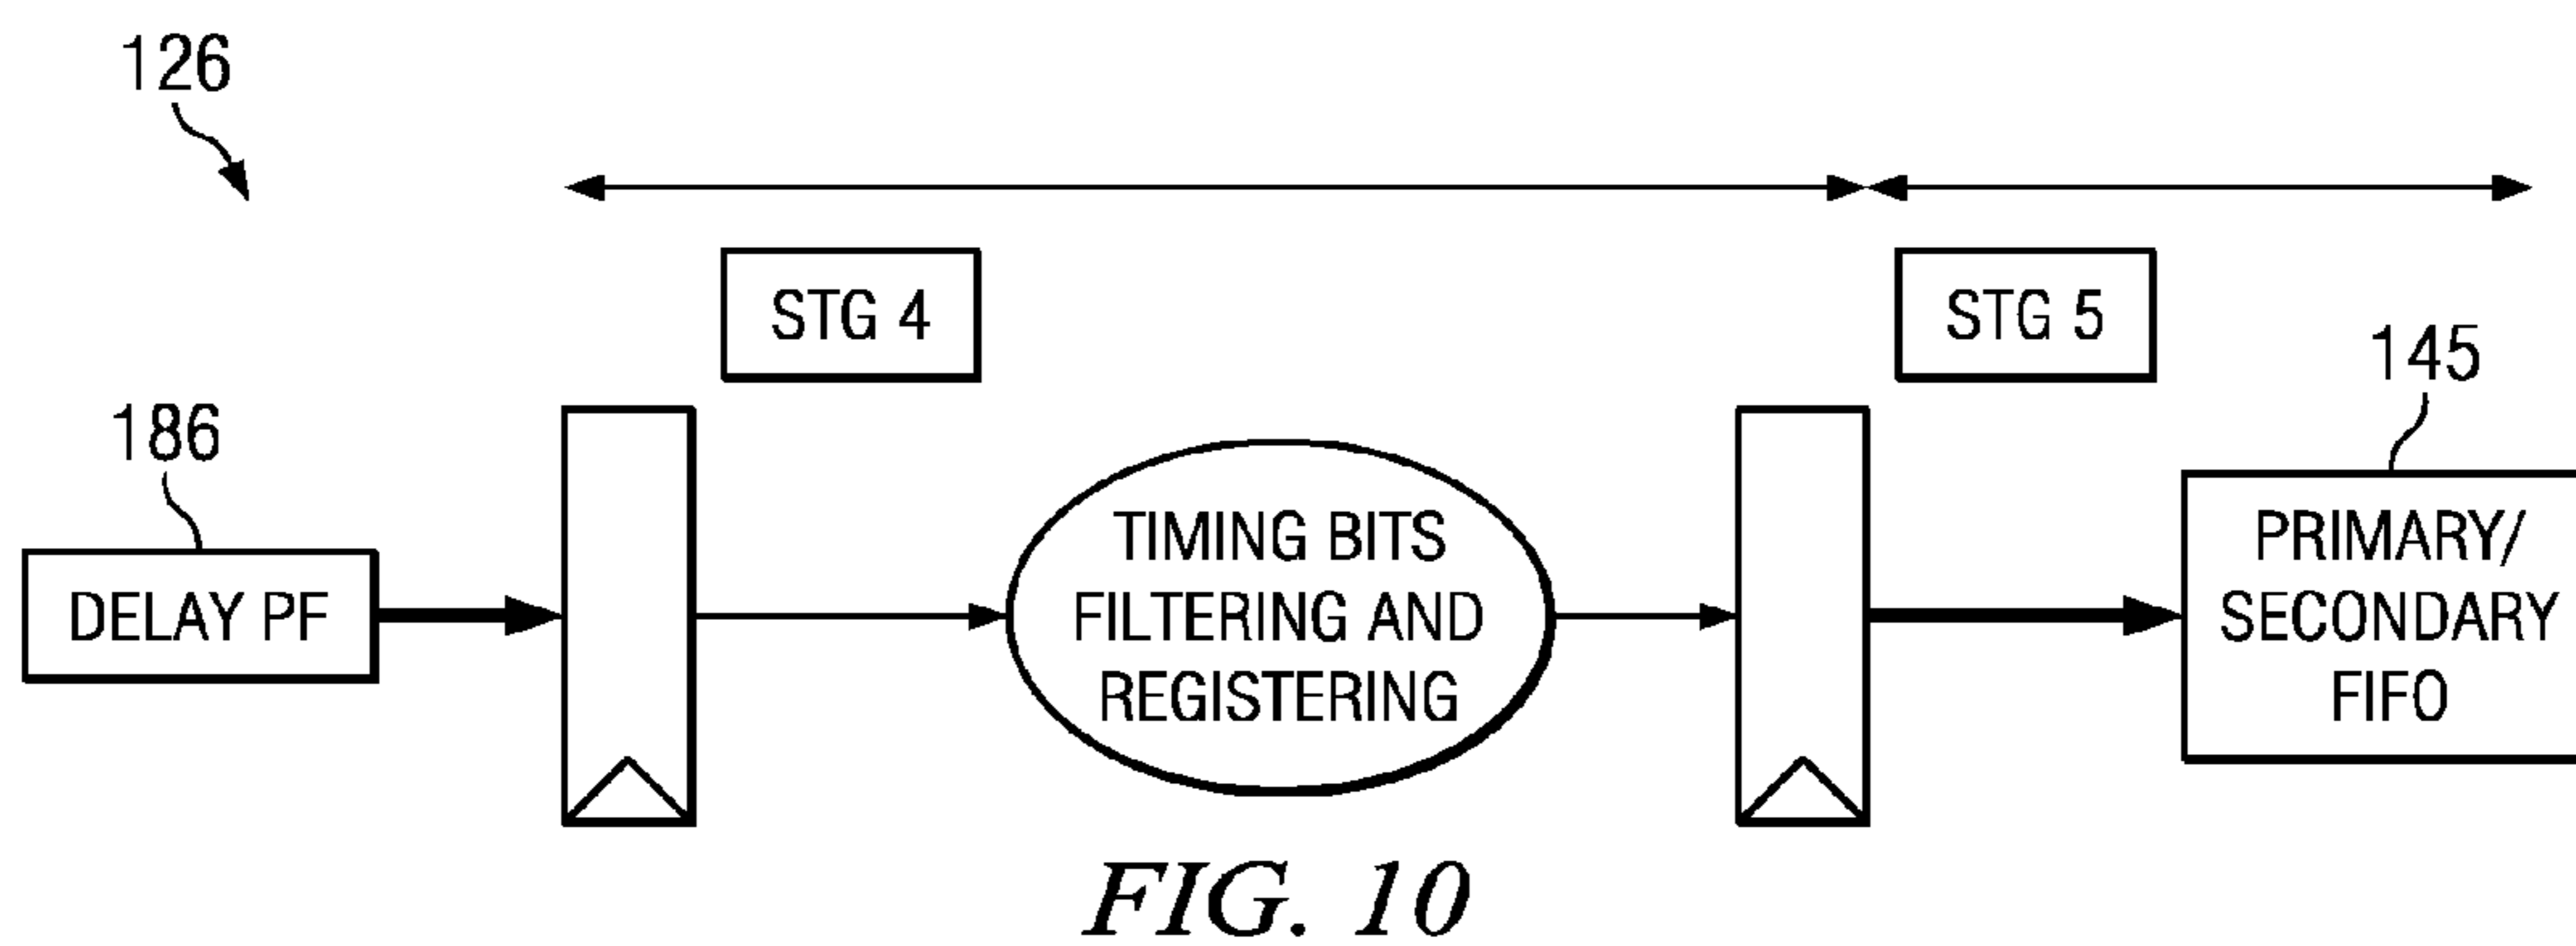 126
STG 4
STG 5
145
186
DELAY PF
TIMING BITS
FILTERING AND
REGISTERING
PRIMARY/
SECONDARY
FIFO
FIG. 10